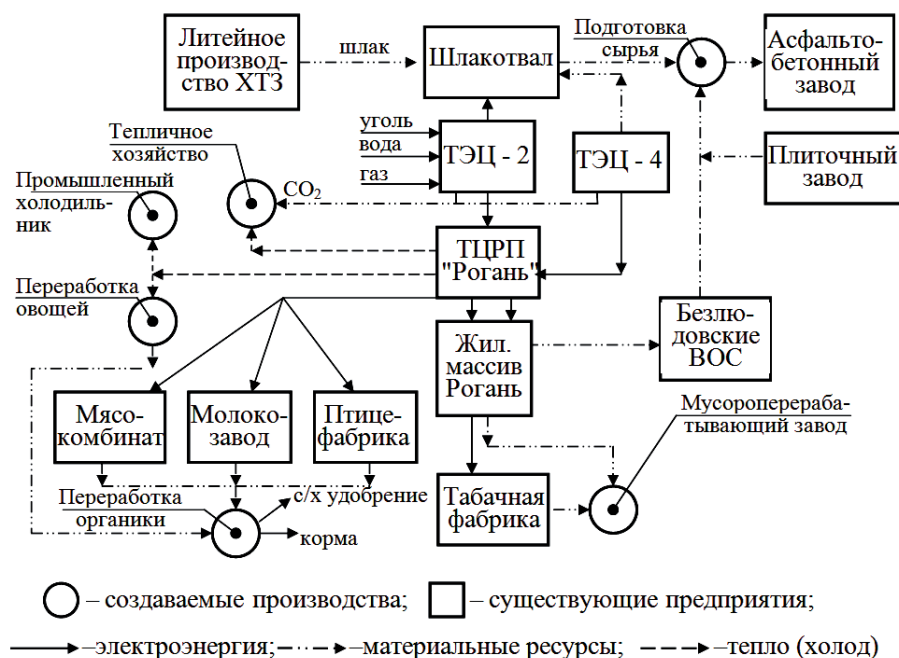 Литейное
производство ХТЗ
шлак
Шлакотвал
Подготовка
сырья
Асфальто-
бетонный
завод
Тепличное
хозяйство
уголь
вода
газ
ТЭЦ - 2
ТЭЦ - 4
Плиточный
завод
Промышленный
холодиль-
ник
CO2
ТЦРП
"Рогань"
Переработка
овощей
Жил.
массив
Рогань
Безлю-
довские
ВОС
Мясо-
комбинат
Молоко-
завод
Птице-
фабрика
Мусороперераба-
тывающий завод
Переработка
органики
с/х удобрение
корма
Табачная
фабрика
– создаваемые производства;
– существующие предприятия;
–электроэнергия;
–материальные ресурсы;
–тепло (холод)